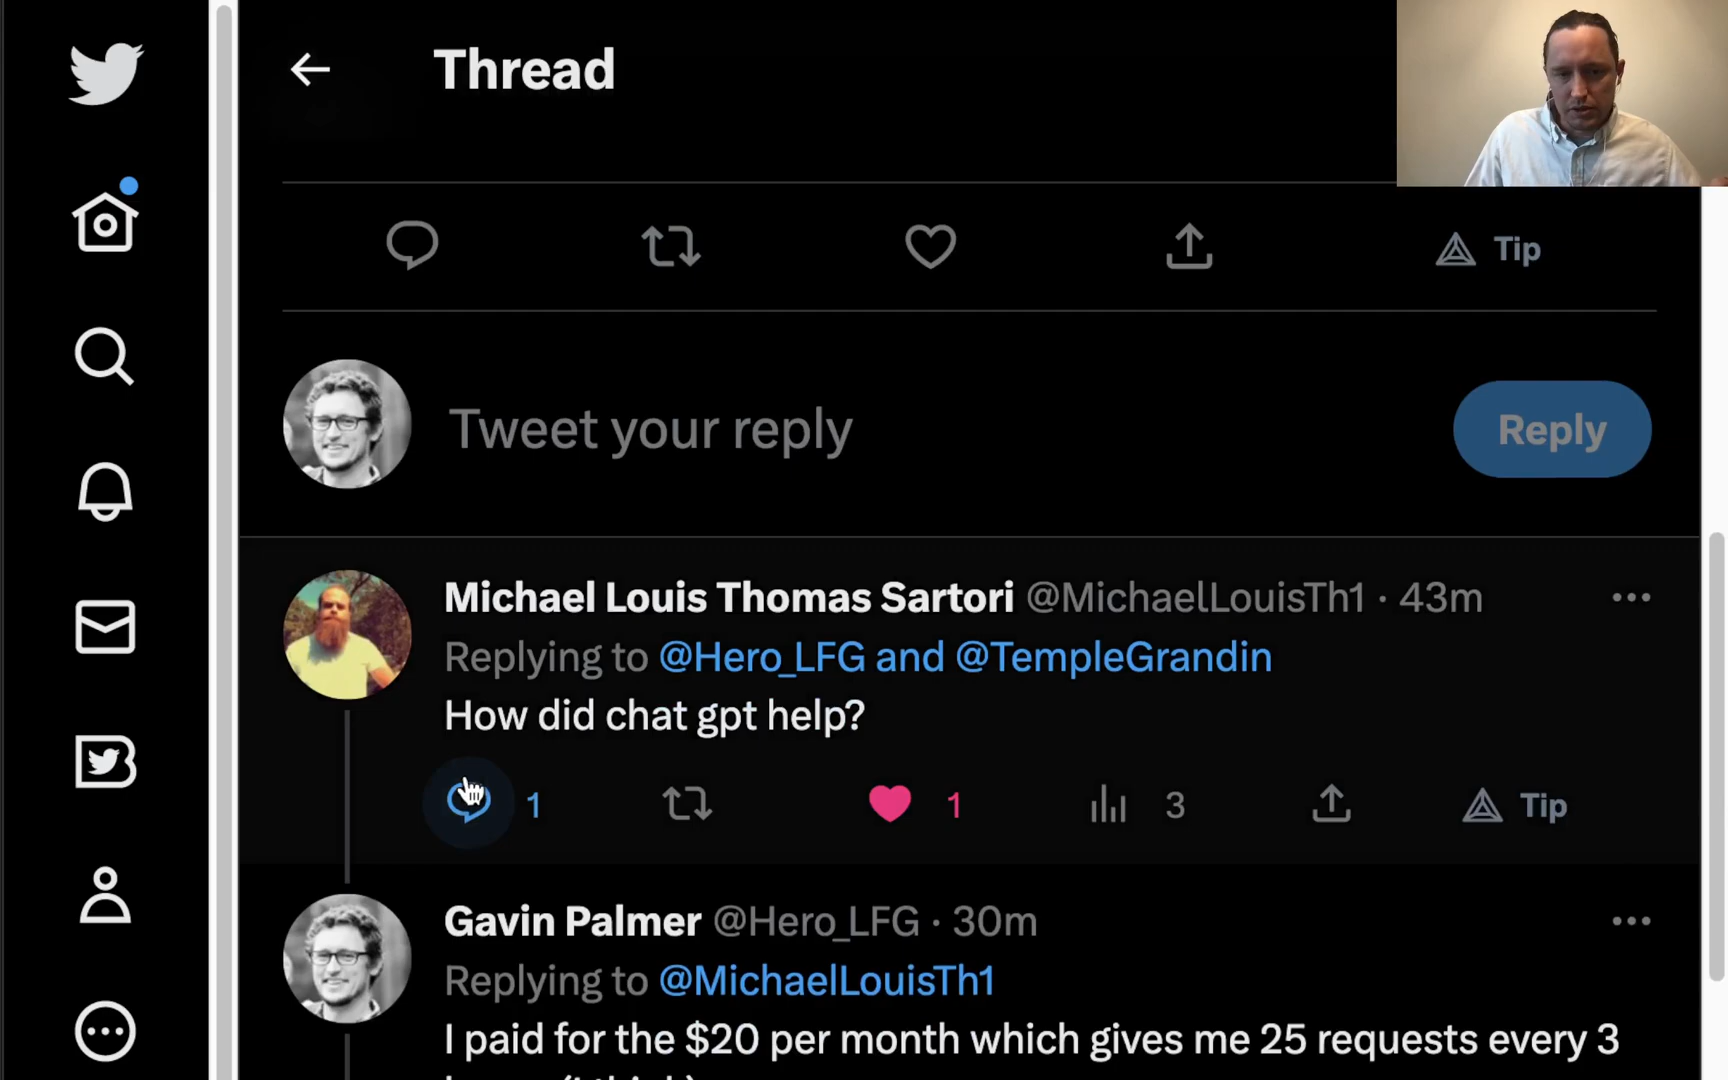 Thread
Tip
Tweet your reply
Reply
Michael Louis Thomas Sartori @MichaelLouisTh1 · 43m
Replying to @Hero_LFG and @TempleGrandin
How did chat gpt help?
1
1
3
Tip
Gavin Palmer @Hero_LFG · 30m
Replying to @MichaelLouisTh1
I paid for the $20 per month which gives me 25 requests every 3